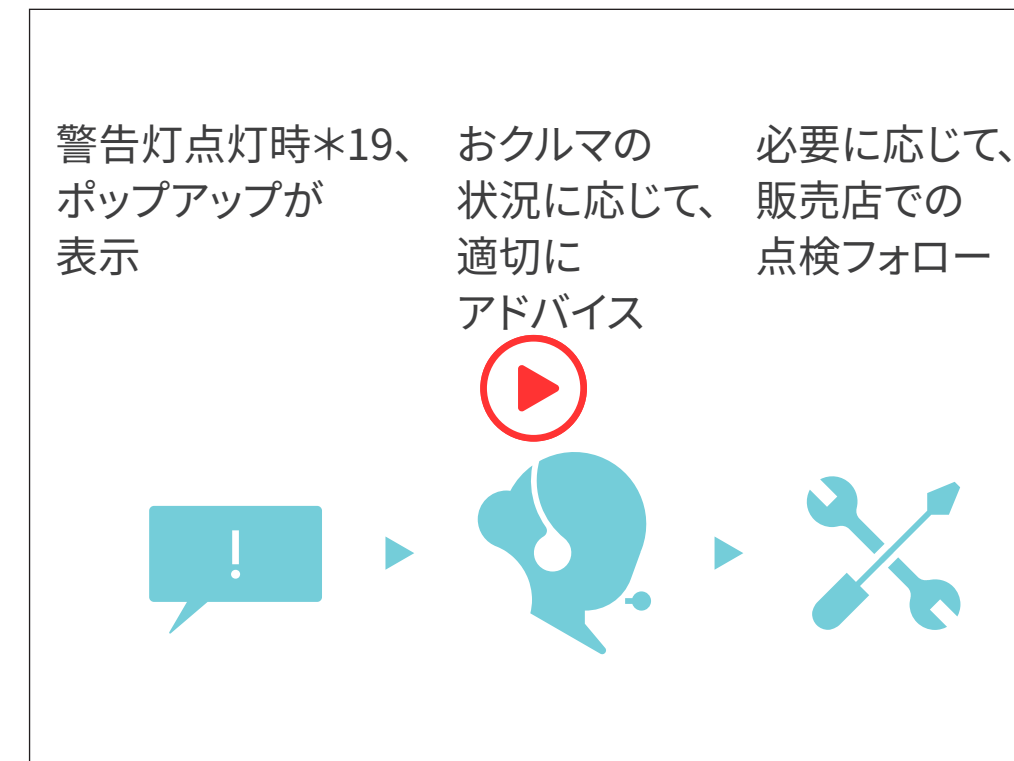 警告灯点灯時＊19、
ポップアップが
表示
おクルマの
状況に応じて、
適切に
アドバイス
必要に応じて、
販売店での
点検フォロー
!